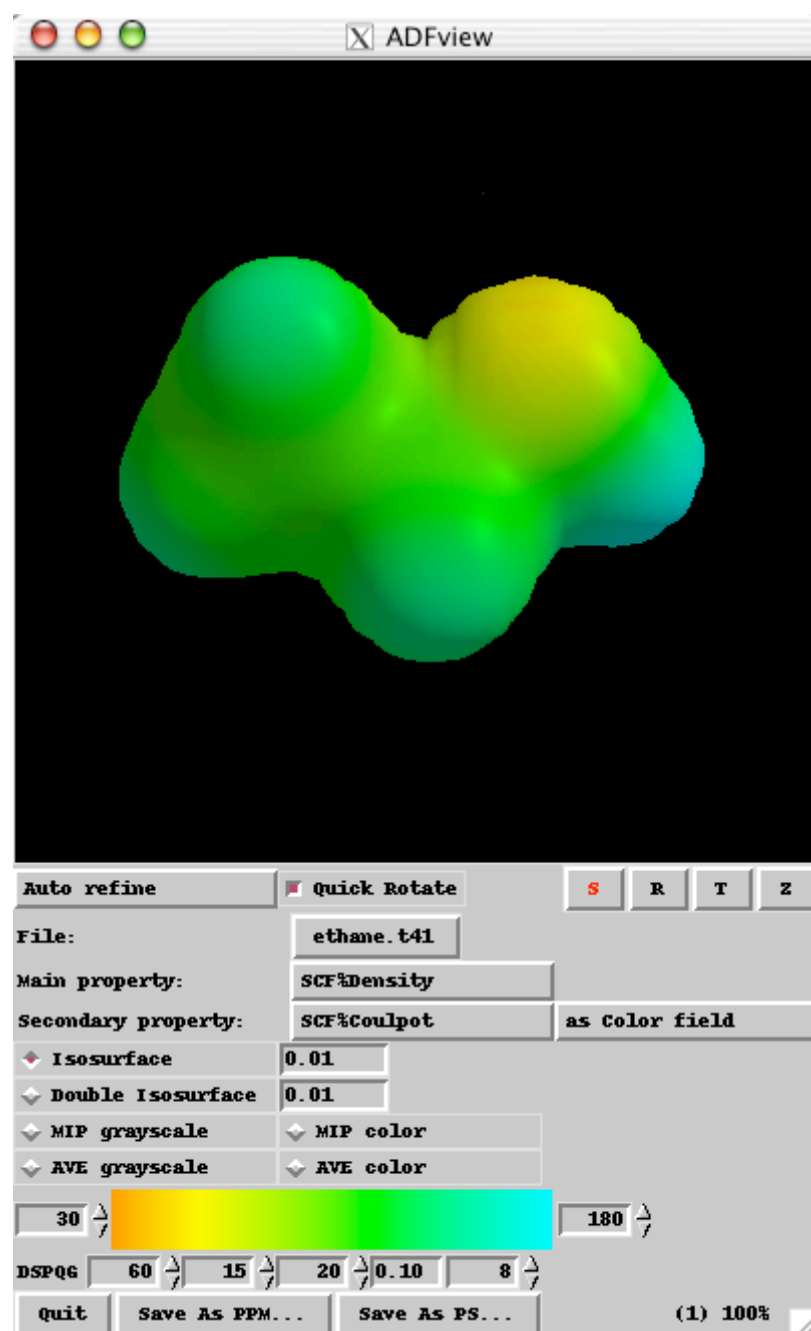 X ADFview
Auto refine Quick Rotate S R T Z
File: ethane.t41
Main property: SCF%Density
Secondary property: SCF%Coulpot as Color field
Isosurface 0.01
Double Isosurface 0.01
MIP grayscale MIP color
AVE grayscale AVE color
30 180
DSPQG 60 15 20 0.10 8
Quit Save As PPM... Save As PS... (1) 100%